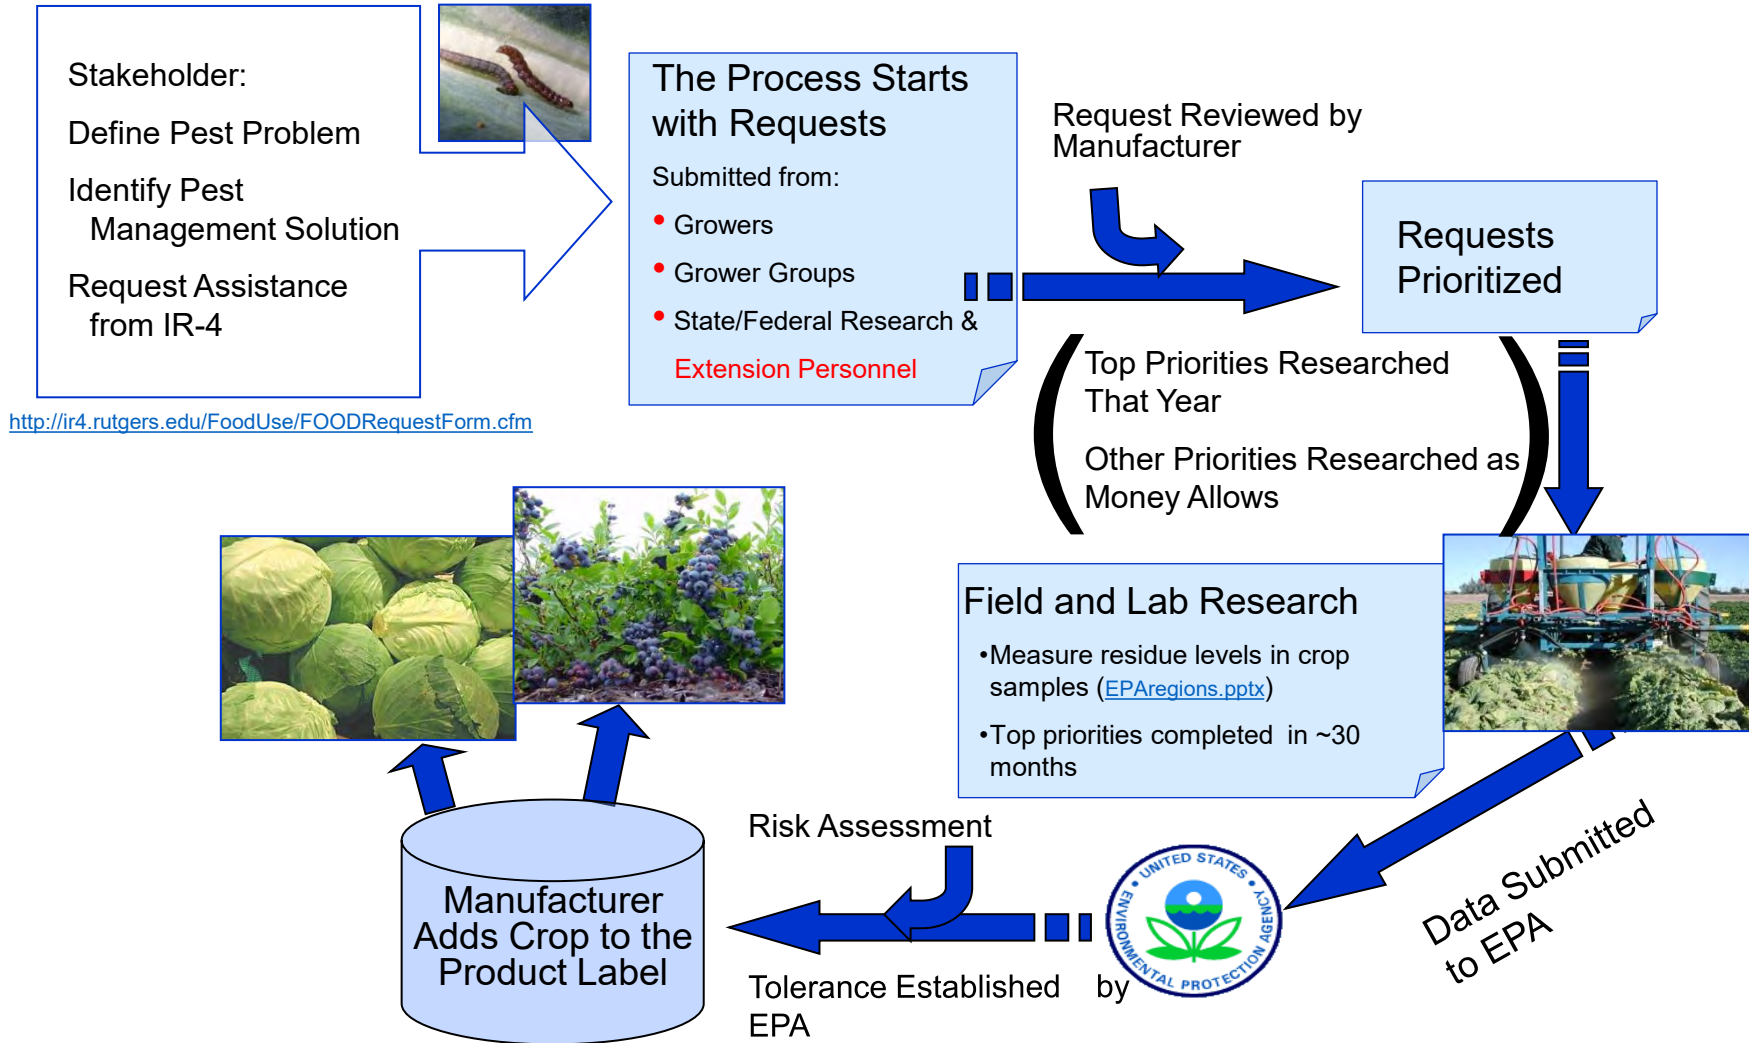 Stakeholder:
Define Pest Problem
Identify Pest
Management Solution
Request Assistance
from IR-4
http://ir4.rutgers.edu/FoodUse/FOODRequestForm.cfm
The Process Starts
with Requests
Submitted from:
• Growers
• Grower Groups
• State/Federal Research &
Extension Personnel
Request Reviewed by
Manufacturer
Requests
Prioritized
Top Priorities Researched
That Year
Other Priorities Researched as
Money Allows
Field and Lab Research
•Measure residue levels in crop
samples (EPAregions.pptx)
•Top priorities completed in ~30
months
Data Submitted
to EPA
UNITED STATES
ENVIRONMENTAL PROTECTION AGENCY
Risk Assessment
Tolerance Established by
EPA
Manufacturer
Adds Crop to the
Product Label